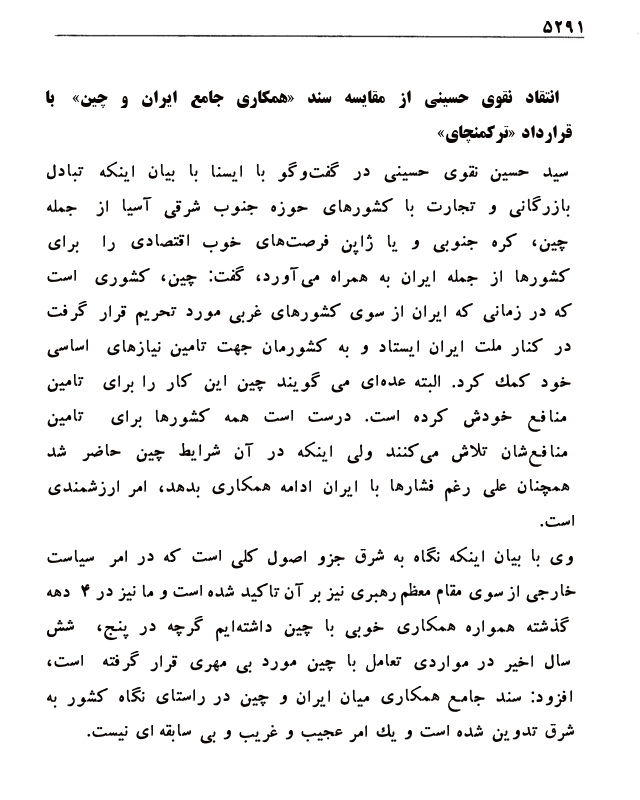 ۵۲۹۱
انتقاد نقوی حسینی از مقایسه سند «همکاری جامع ایران و چین» با
قرارداد «ترکمنچای»
سید حسین نقوی حسینی در گفت‌وگو با ایسنا با بیان اینکه تبادل
بازرگانی و تجارت با کشورهای حوزه جنوب شرقی آسیا از جمله
چین، کره جنوبی و یا ژاپن فرصت‌های خوب اقتصادی را برای
کشورها از جمله ایران به همراه می‌آورد، گفت: چین، کشوری است
که در زمانی که ایران از سوی کشورهای غربی مورد تحریم قرار گرفت
در کنار ملت ایران ایستاد و به کشورمان جهت تامین نیازهای اساسی
خود کمك کرد. البته عده‌ای می گویند چین این کار را برای تامین
منافع خودش کرده است. درست است همه کشورها برای تامین
منافع‌شان تلاش می‌کنند ولی اینکه در آن شرایط چین حاضر شد
همچنان علی رغم فشارها با ایران ادامه همکاری بدهد، امر ارزشمندی
است.
وی با بیان اینکه نگاه به شرق جزو اصول کلی است که در امر سیاست
خارجی از سوی مقام معظم رهبری نیز بر آن تاکید شده است و ما نیز در ۴ دهه
گذشته همواره همکاری خوبی با چین داشته‌ایم گرچه در پنج، شش
سال اخیر در مواردی تعامل با چین مورد بی مهری قرار گرفته است،
افزود: سند جامع همکاری میان ایران و چین در راستای نگاه کشور به
شرق تدوین شده است و یك امر عجیب و غریب و بی سابقه ای نیست.